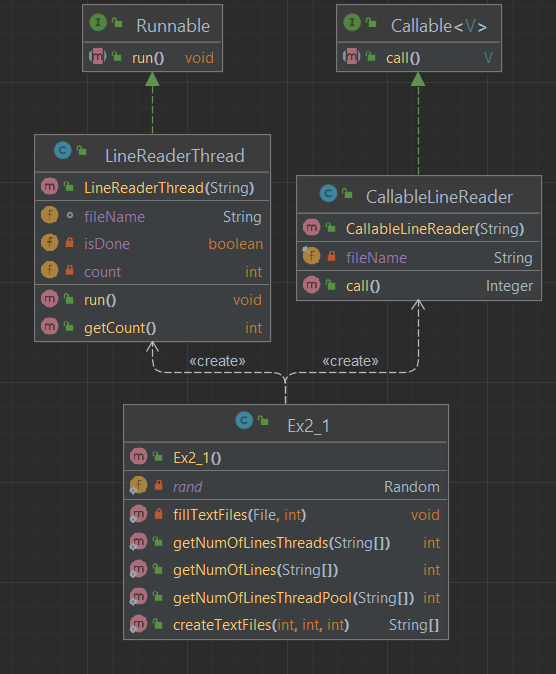 Runnable
run() void
Callable<V>
call() V
LineReaderThread
LineReaderThread(String)
fileName String
isDone boolean
count int
run() void
getCount() int
CallableLineReader
CallableLineReader(String)
fileName String
call() Integer
«create»
«create»
Ex2_1
Ex2_1()
rand Random
fillTextFiles(File, int) void
getNumOfLinesThreads(String[]) int
getNumOfLines(String[]) int
getNumOfLinesThreadPool(String[]) int
createTextFiles(int, int, int) String[]